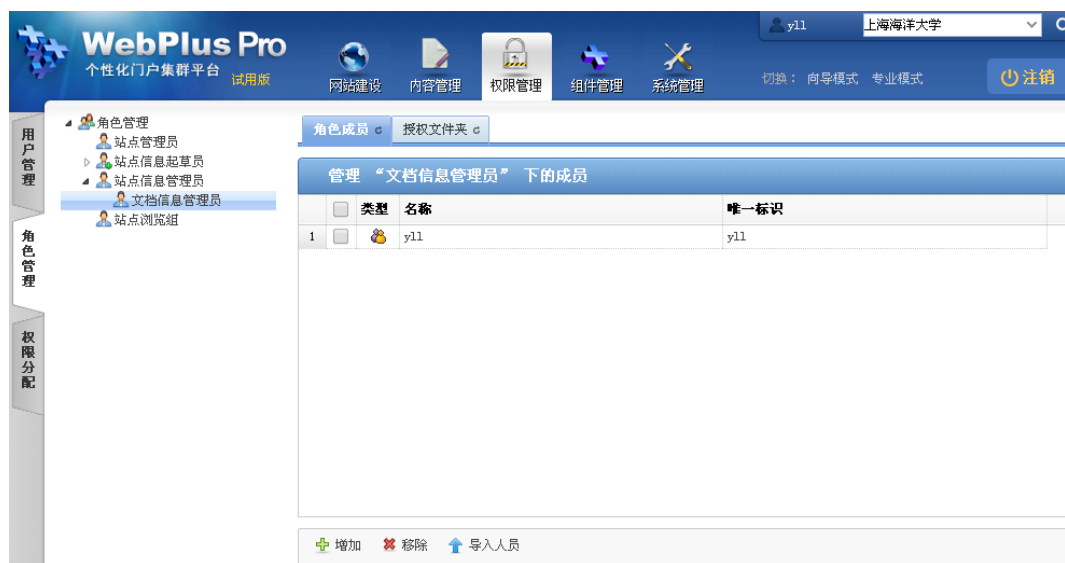 yll
上海海洋大学
WebPlus Pro
个性化门户集群平台 试用版
网站建设 内容管理 权限管理 组件管理 系统管理
切换： 向导模式 专业模式
注销
用户管理
角色管理
权限分配
角色管理
站点管理员
站点信息起草员
站点信息管理员
文档信息管理员
站点浏览组
角色成员 授权文件夹
管理 “文档信息管理员” 下的成员
类型 名称 唯一标识
1 yll yll
增加 移除 导入人员